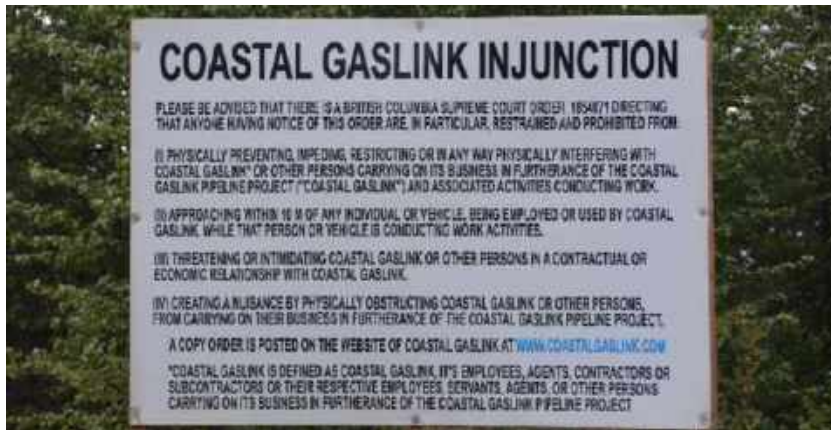 COASTAL GASLINK INJUNCTION
PLEASE BE ADVISED THAT THERE IS A BRITISH COLUMBIA SUPREME COURT ORDER 1854871 DIRECTING
THAT ANYONE HAVING NOTICE OF THIS ORDER ARE, IN PARTICULAR, RESTRAINED AND PROHIBITED FROM:
(I) PHYSICALLY PREVENTING, IMPEDING, RESTRICTING OR IN ANY WAY PHYSICALLY INTERFERING WITH
COASTAL GASLINK* OR OTHER PERSONS CARRYING ON ITS BUSINESS IN FURTHERANCE OF THE COASTAL
GASLINK PIPELINE PROJECT ("COASTAL GASLINK") AND ASSOCIATED ACTIVITIES CONDUCTING WORK.
(II) APPROACHING WITHIN 10 M OF ANY INDIVIDUAL OR VEHICLE, BEING EMPLOYED OR USED BY COASTAL
GASLINK WHILE THAT PERSON OR VEHICLE IS CONDUCTING WORK ACTIVITIES.
(III) THREATENING OR INTIMIDATING COASTAL GASLINK OR OTHER PERSONS IN A CONTRACTUAL OR
ECONOMIC RELATIONSHIP WITH COASTAL GASLINK.
(IV) CREATING A NUISANCE BY PHYSICALLY OBSTRUCTING COASTAL GASLINK OR OTHER PERSONS,
FROM CARRYING ON THEIR BUSINESS IN FURTHERANCE OF THE COASTAL GASLINK PIPELINE PROJECT.
A COPY ORDER IS POSTED ON THE WEBSITE OF COASTAL GASLINK AT WWW.COASTALGASLINK.COM
*COASTAL GASLINK IS DEFINED AS COASTAL GASLINK, IT'S EMPLOYEES, AGENTS, CONTRACTORS OR
SUBCONTRACTORS OR THEIR RESPECTIVE EMPLOYEES, SERVANTS, AGENTS, OR OTHER PERSONS
CARRYING ON ITS BUSINESS IN FURTHERANCE OF THE COASTAL GASLINK PIPELINE PROJECT